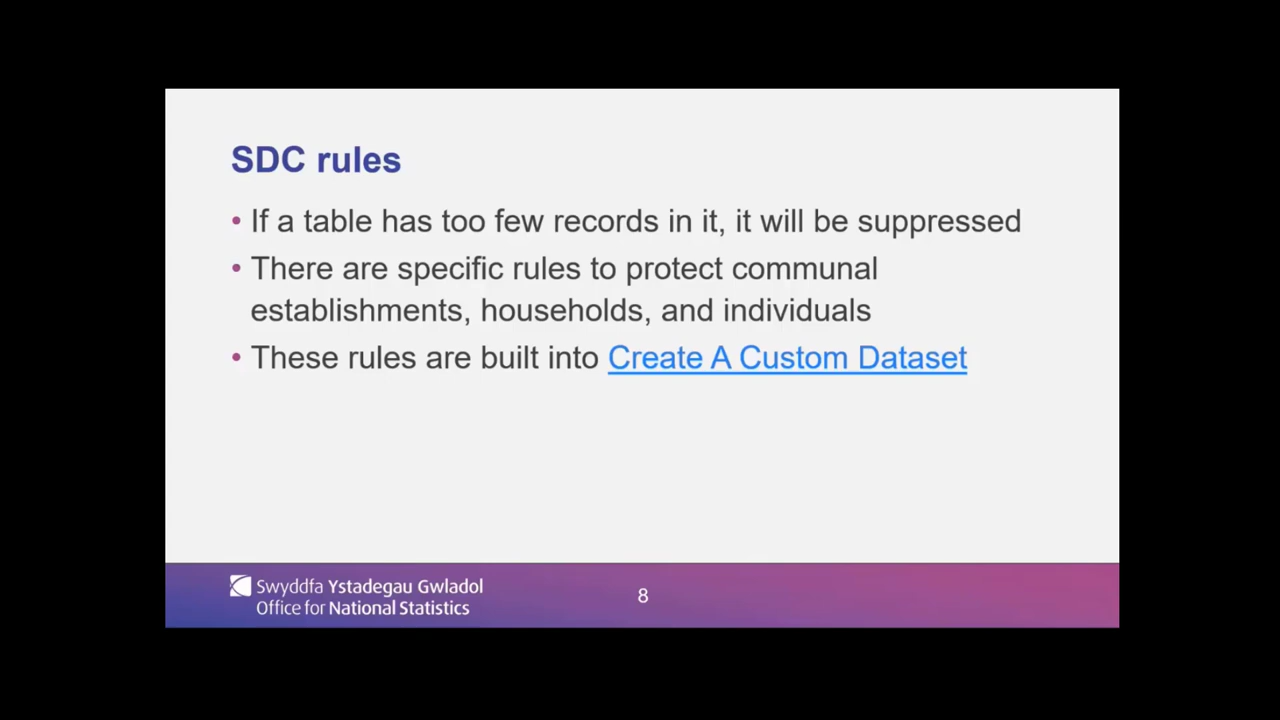 SDC rules
• If a table has too few records in it, it will be suppressed
• There are specific rules to protect communal
establishments, households, and individuals
• These rules are built into Create A Custom Dataset
Swyddfa Ystadegau Gwladol
Office for National Statistics
8